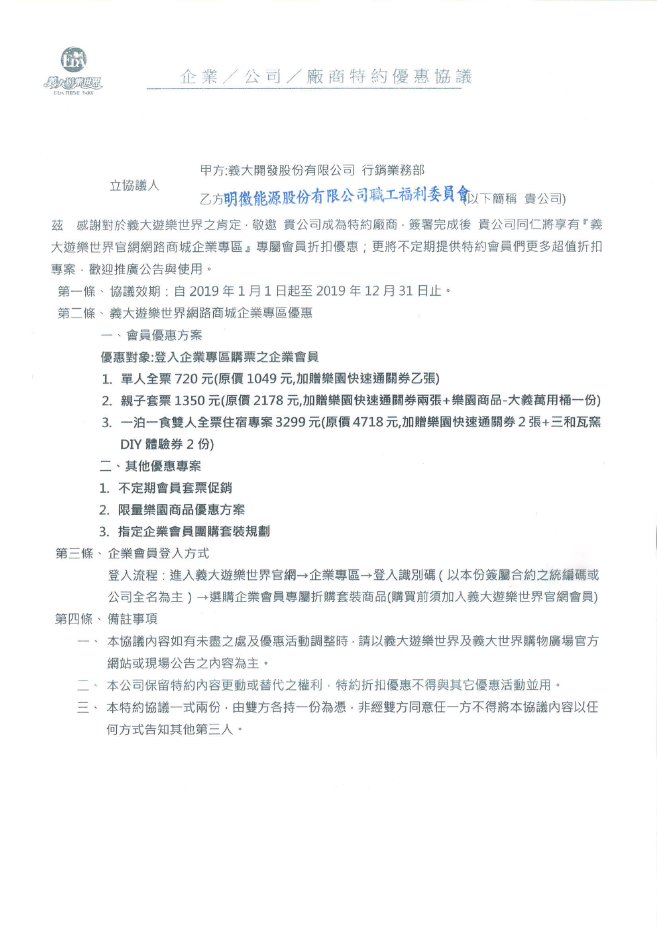 EDA
義大遊樂世界
EDA THEME PARK
企業／公司／廠商特約優惠協議
甲方:義大開發股份有限公司 行銷業務部
立協議人
乙方明徵能源股份有限公司職工福利委員會(以下簡稱 貴公司)
茲 感謝對於義大遊樂世界之肯定，敬邀 貴公司成為特約廠商，簽署完成後 貴公司同仁將享有『義
大遊樂世界官網網路商城企業專區』專屬會員折扣優惠；更將不定期提供特約會員們更多超值折扣
專案，歡迎推廣公告與使用。
第一條、協議效期：自 2019 年 1 月 1 日起至 2019 年 12 月 31 日止。
第二條、義大遊樂世界網路商城企業專區優惠
一、會員優惠方案
優惠對象:登入企業專區購票之企業會員
1. 單人全票 720 元(原價 1049 元,加贈樂園快速通關券乙張)
2. 親子套票 1350 元(原價 2178 元,加贈樂園快速通關券兩張+樂園商品-大義萬用桶一份)
3. 一泊一食雙人全票住宿專案 3299 元(原價 4718 元,加贈樂園快速通關券 2 張+三和瓦窯
DIY 體驗券 2 份)
二、其他優惠專案
1. 不定期會員套票促銷
2. 限量樂園商品優惠方案
3. 指定企業會員團購套裝規劃
第三條、企業會員登入方式
登入流程：進入義大遊樂世界官網→企業專區→登入識別碼 ( 以本份簽屬合約之統編碼或
公司全名為主 ) →選購企業會員專屬折購套裝商品(購買前須加入義大遊樂世界官網會員)
第四條、備註事項
一、 本協議內容如有未盡之處及優惠活動調整時，請以義大遊樂世界及義大世界購物廣場官方
網站或現場公告之內容為主。
二、 本公司保留特約內容更動或替代之權利，特約折扣優惠不得與其它優惠活動並用。
三、 本特約協議一式兩份，由雙方各持一份為憑，非經雙方同意任一方不得將本協議內容以任
何方式告知其他第三人。